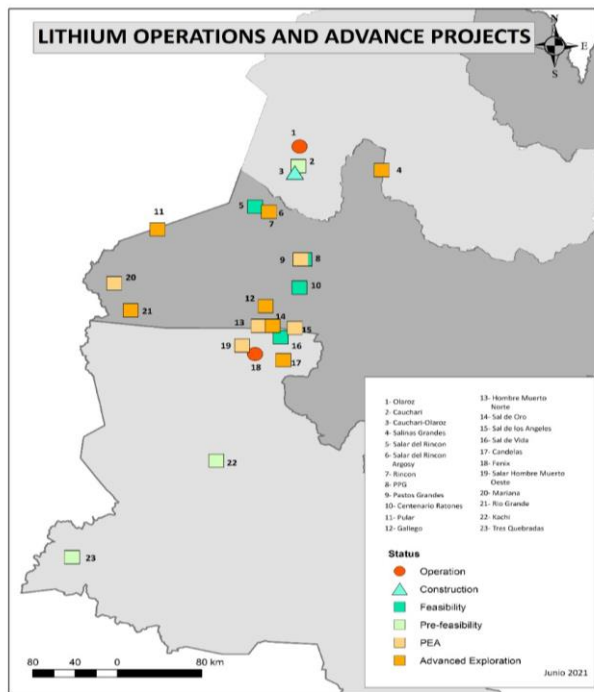 LITHIUM OPERATIONS AND ADVANCE PROJECTS
N
E
S
1
2
3
4
5
6
7
11
9
8
10
20
21
12
14
13
15
16
19
18
17
22
23
1- Olaroz
2- Cauchari
3- Cauchari-Olaroz
4- Salinas Grandes
5- Salar del Rincon
6- Salar del Rincon
Argosy
7- Rincon
8- PPG
9- Pastos Grandes
10- Centenario Ratones
11- Pular
12- Gallego
13- Hombre Muerto
Norte
14- Sal de Oro
15- Sal de los Angeles
16- Sal de Vida
17- Candelas
18- Fenix
19- Salar Hombre Muerto
Oeste
20- Mariana
21- Rio Grande
22- Kachi
23- Tres Quebradas
Status
Operation
Construction
Feasibility
Pre-feasibility
PEA
Advanced Exploration
80 40 0 80 km
Junio 2021